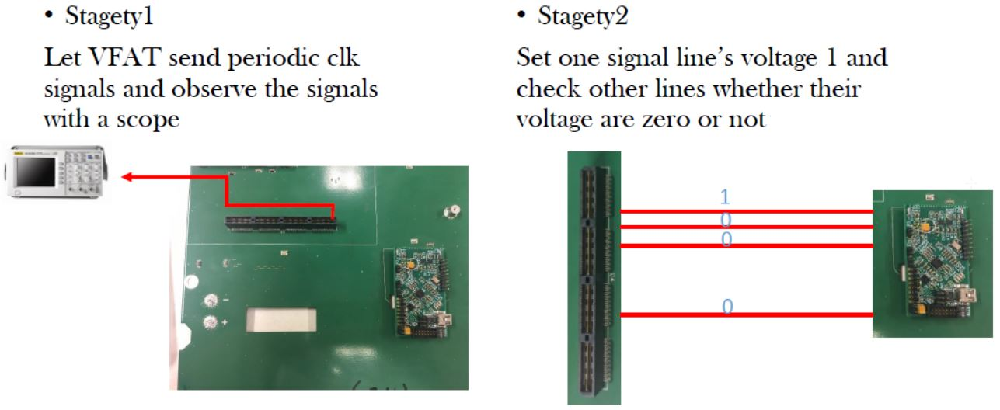 • Stagety1
Let VFAT send periodic clk
signals and observe the signals
with a scope
• Stagety2
Set one signal line’s voltage 1 and
check other lines whether their
voltage are zero or not
1
0
0
0